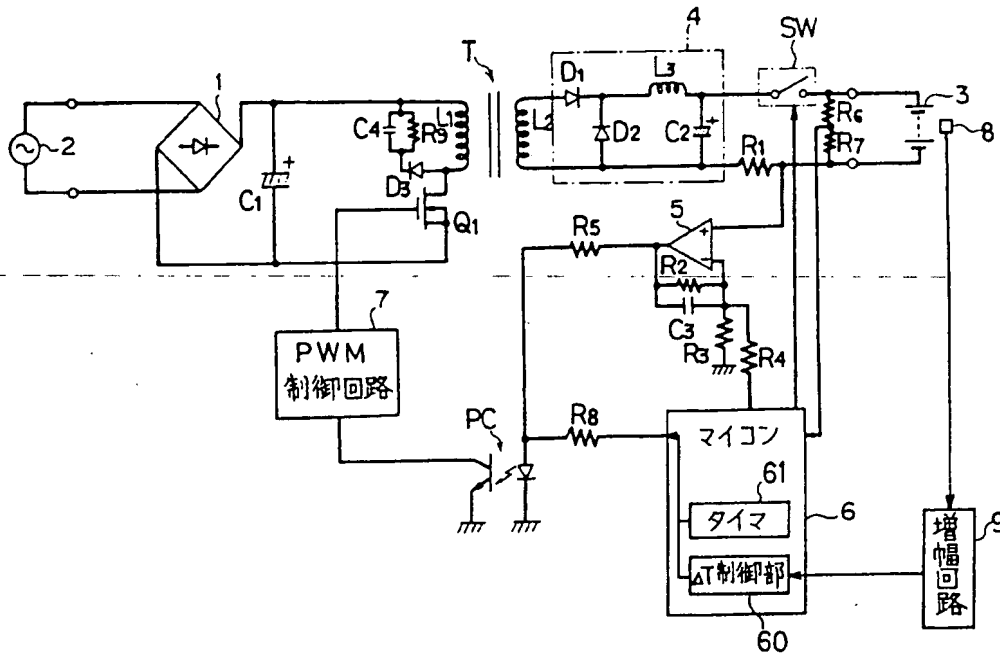 4
SW
T
1
D1
L3
L1
L2
C4
R9
D2
C2
+
R6
R7
3
8
2
C1
+
D3
Q1
R1
5
+
−
R5
R2
C3
R3
R4
7
PWM
制御回路
PC
R8
マイコン
61
タイマ
6
ΔT制御部
60
9
増幅回路